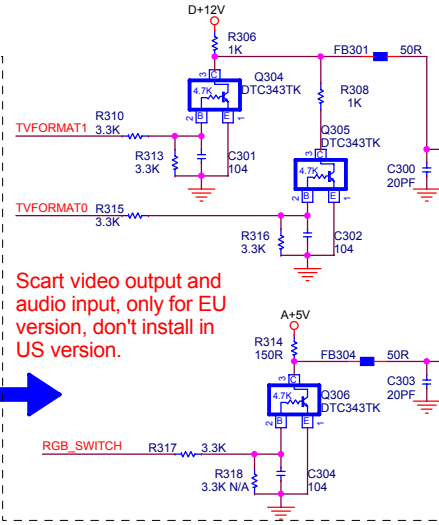 D+12V
R306
1K
FB301
50R
3
C
Q304
DTC343TK
4.7K
2
B
E
1
R308
1K
R310
3.3K
TVFORMAT1
Q305
DTC343TK
3
C
4.7K
2
B
E
1
R313
3.3K
C301
104
C300
20PF
TVFORMAT0
R315
3.3K
R316
3.3K
C302
104
Scart video output and
audio input, only for EU
version, don't install in
US version.
A+5V
R314
150R
FB304
50R
3
C
Q306
DTC343TK
4.7K
2
B
E
1
C303
20PF
RGB_SWITCH
R317
3.3K
R318
3.3K N/A
C304
104